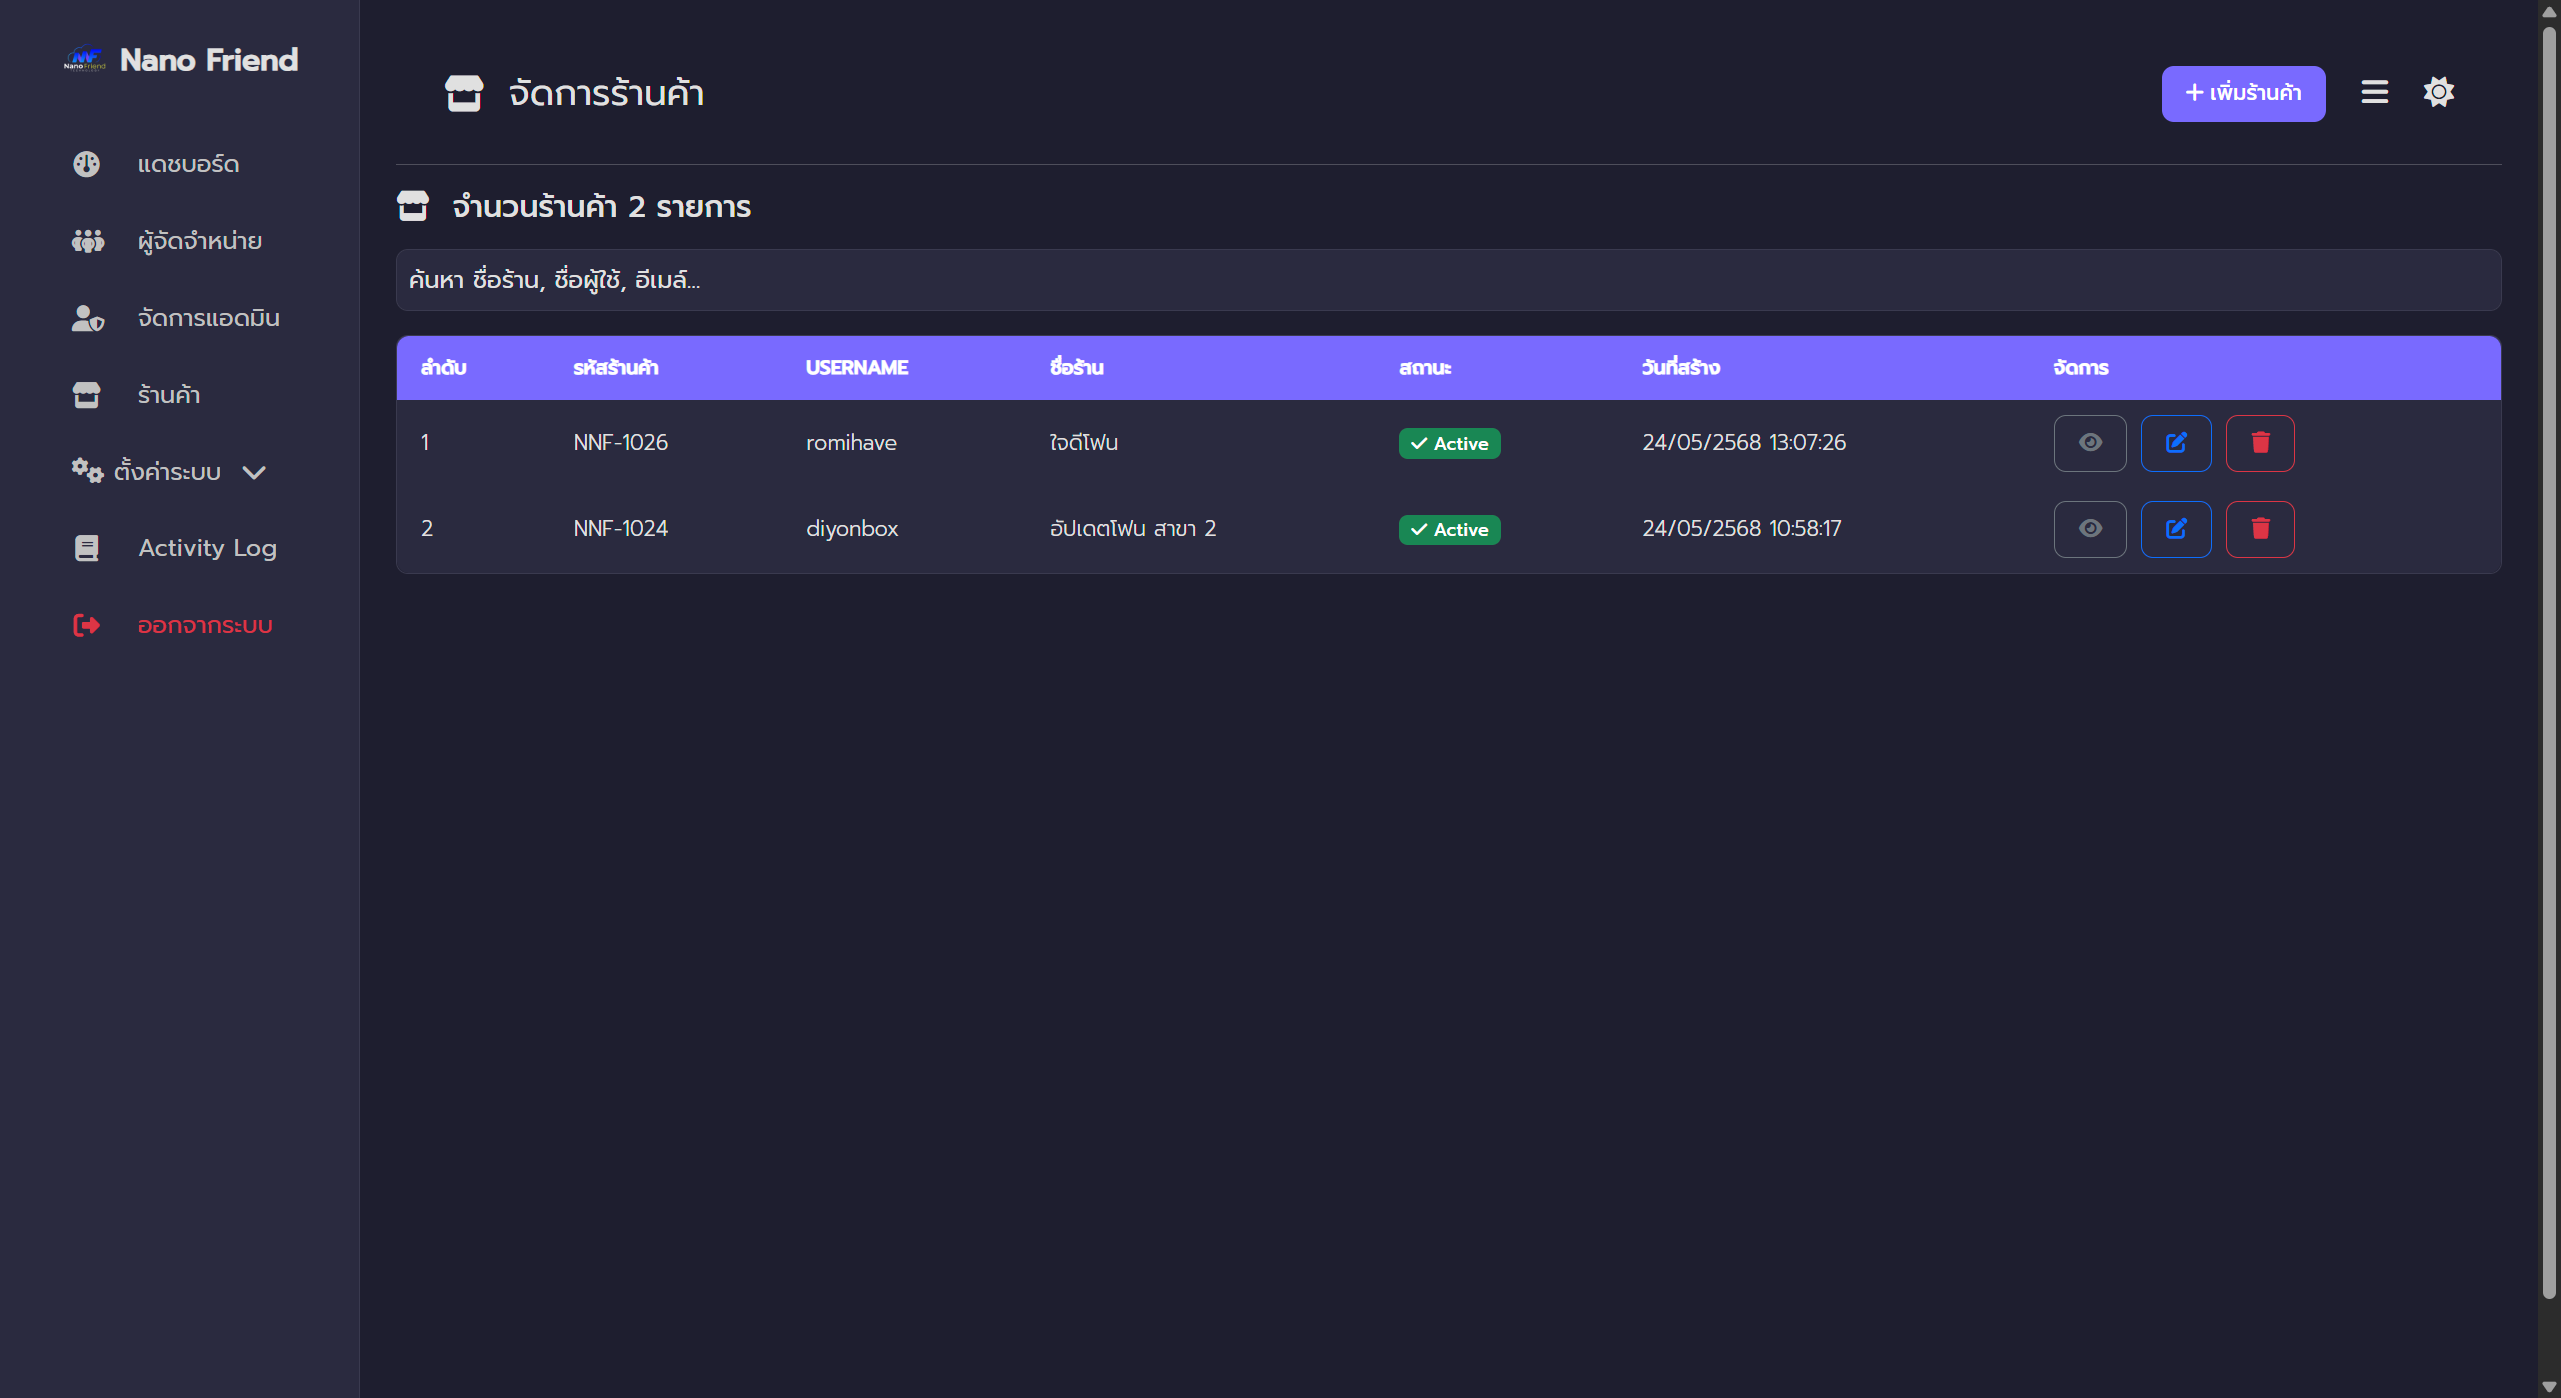 Nano Friend
แดชบอร์ด
ผู้จัดจำหน่าย
จัดการแอดมิน
ร้านค้า
ตั้งค่าระบบ
Activity Log
ออกจากระบบ
จัดการร้านค้า
+ เพิ่มร้านค้า
จำนวนร้านค้า 2 รายการ
ค้นหา ชื่อร้าน, ชื่อผู้ใช้, อีเมล์...
ลำดับ รหัสร้านค้า USERNAME ชื่อร้าน สถานะ วันที่สร้าง จัดการ
1 NNF-1026 romihave ใจดีโฟน Active 24/05/2568 13:07:26
2 NNF-1024 diyonbox อัปเดตโฟน สาขา 2 Active 24/05/2568 10:58:17